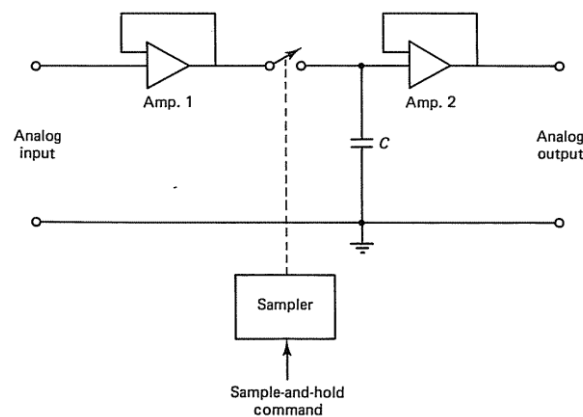 Amp. 1
Amp. 2
Analog
input
C
Analog
output
Sampler
Sample-and-hold
command